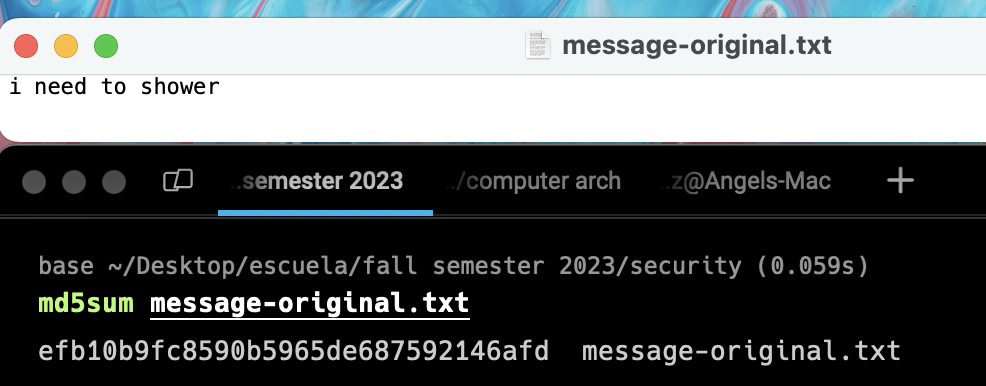 message-original.txt
i need to shower
..semester 2023 ../computer arch ..z@Angels-Mac
base ~/Desktop/escuela/fall semester 2023/security (0.059s)
md5sum message-original.txt
efb10b9fc8590b5965de687592146afd  message-original.txt